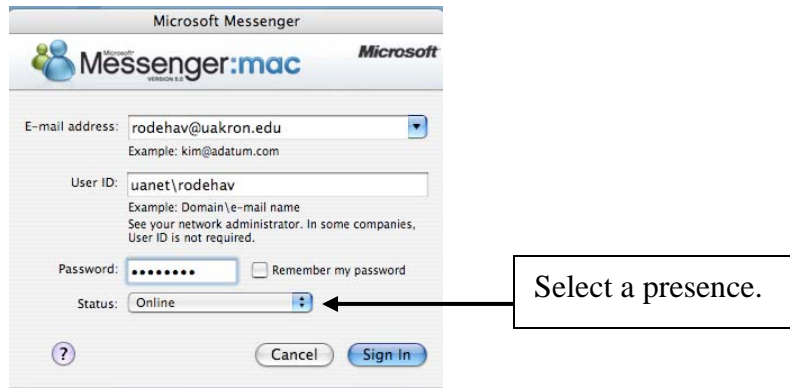 Microsoft Messenger
Microsoft
Messenger:mac
VERSION 5.0
Microsoft
E-mail address: rodehav@uakron.edu
Example: kim@adatum.com
User ID: uanet\rodehav
Example: Domain\e-mail name
See your network administrator. In some companies,
User ID is not required.
Password: •••••••• Remember my password
Status: Online
Select a presence.
? Cancel Sign In